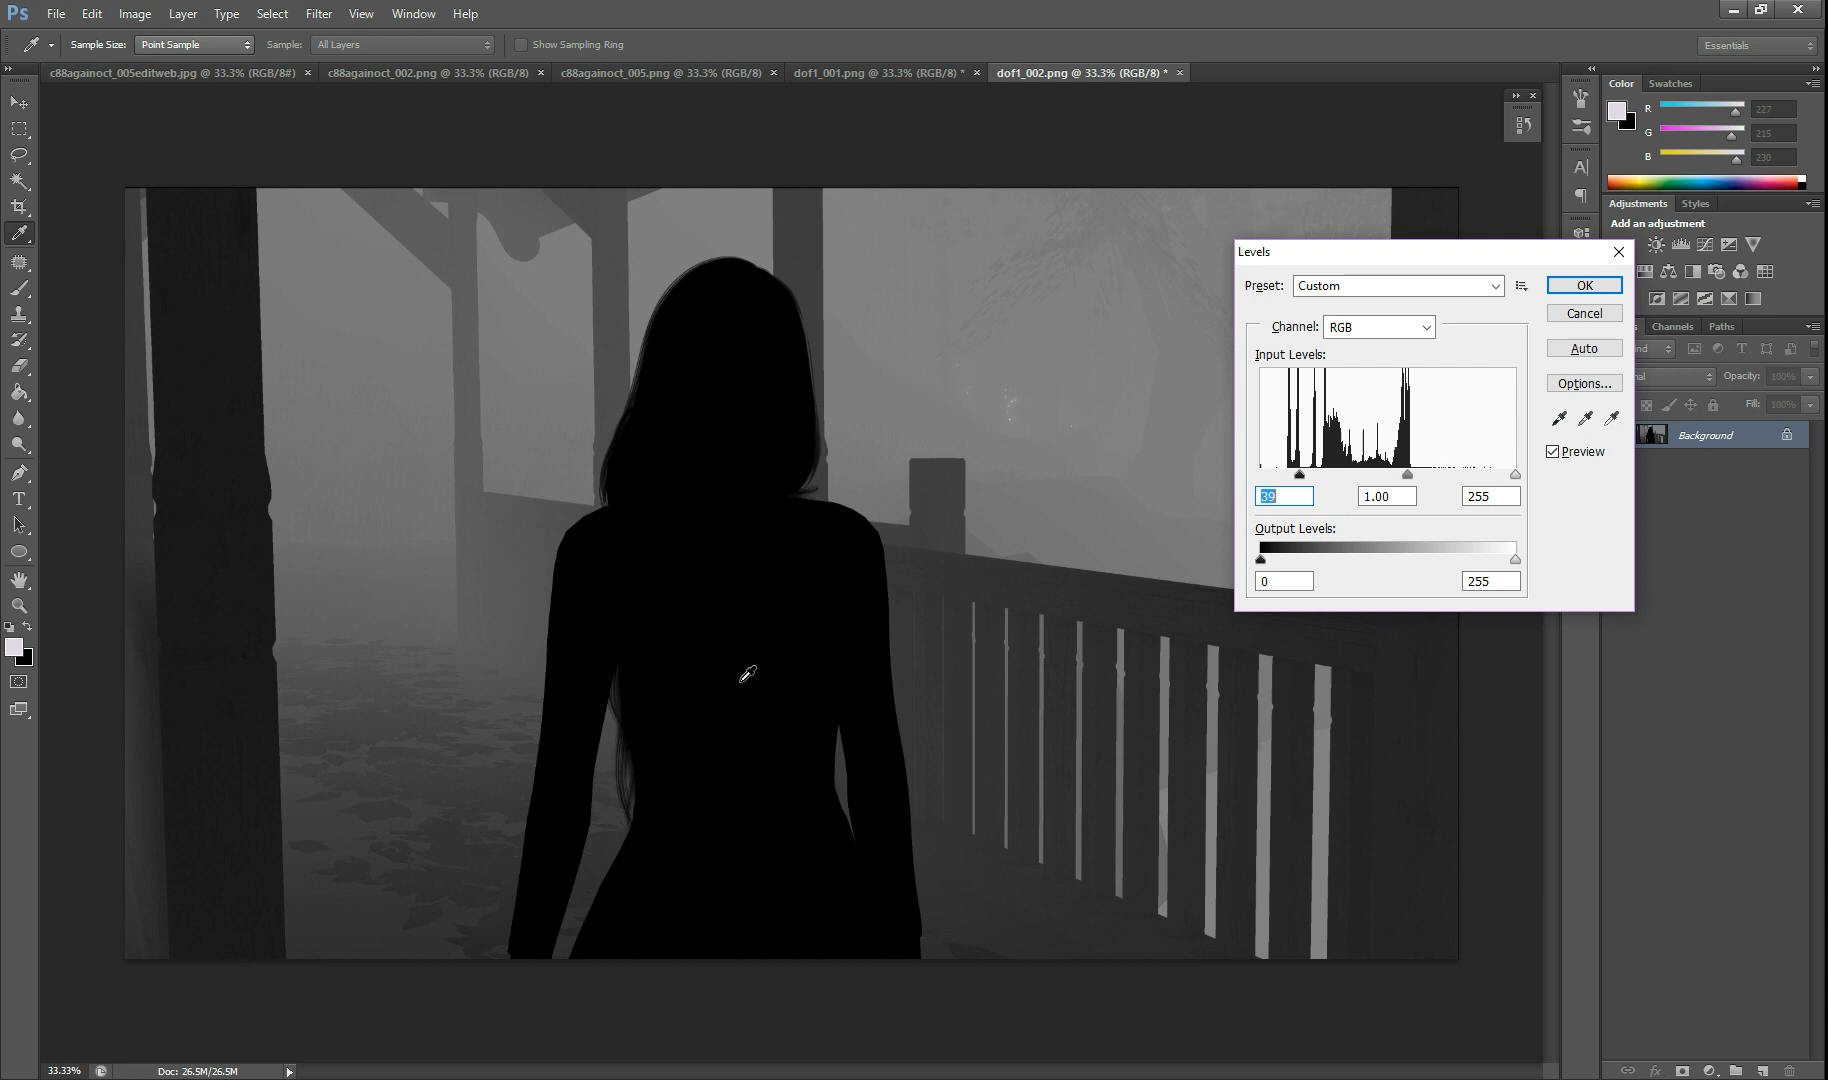 Ps File Edit Image Layer Type Select Filter View Window Help
Sample Size: Point Sample Sample: All Layers Show Sampling Ring Essentials
c88againoct_005editweb.jpg @ 33.3% (RGB/8#) × c88againoct_002.png @ 33.3% (RGB/8) × c88againoct_005.png @ 33.3% (RGB/8) × dof1_001.png @ 33.3% (RGB/8) * × dof1_002.png @ 33.3% (RGB/8) * ×
Color Swatches
R 227
G 215
B 230
Adjustments Styles
Add an adjustment
Channels Paths
Opacity: 100%
Fill: 100%
Background
Levels
Preset: Custom OK
Cancel
Channel: RGB
Auto
Input Levels:
Options...
Preview
39 1.00 255
Output Levels:
0 255
33.33% Doc: 26.5M/26.5M